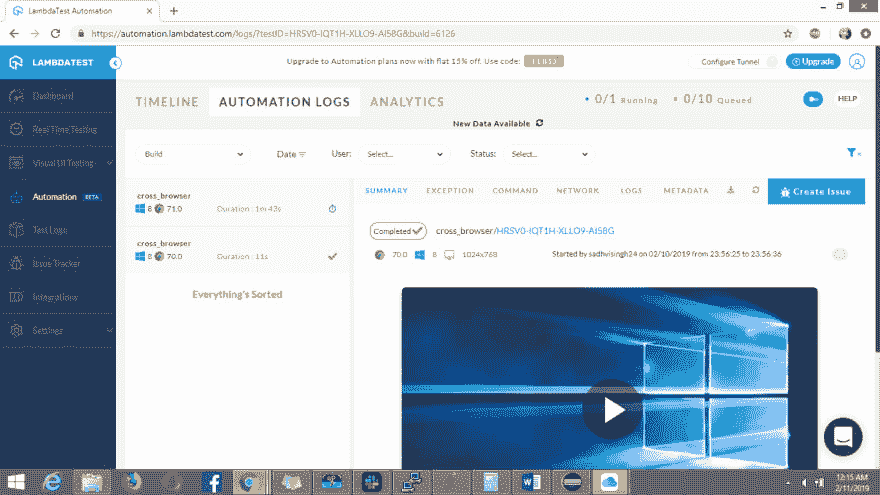 LambdaTest Automation
https://automation.lambdatest.com/logs/?testID=HRSV0-IQT1H-XLLO9-AI58G&build=6126
LAMBDATEST
Upgrade to Automation plans now with flat 15% off. Use code:
Configure Tunnel
Upgrade
Dashboard
Real Time Testing
Visual UI Testing
Automation BETA
Test Logs
Issue Tracker
Integrations
Settings
TIMELINE AUTOMATION LOGS ANALYTICS
0/1 Running 0/10 Queued
HELP
New Data Available
Build Date User: Select... Status: Select...
cross_browser
8 71.0 Duration : 1m 43s
cross_browser
8 70.0 Duration : 11s
Everything's Sorted
SUMMARY EXCEPTION COMMAND NETWORK LOGS METADATA
Create Issue
Completed cross_browser/HRSV0-IQT1H-XLLO9-AI58G
70.0 8 1024x768 Started by sadhwisingh24 on 02/10/2019 from 23:56:25 to 23:56:36
12:15 AM
2/11/2019